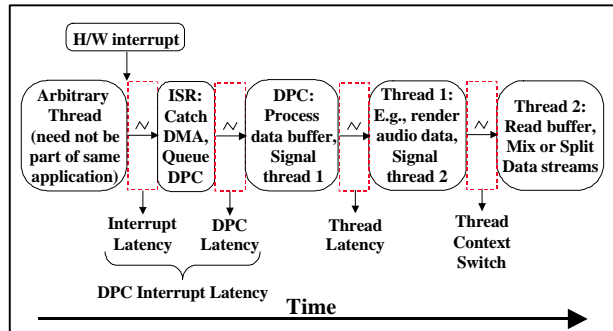 H/W interrupt
Arbitrary
Thread
(need not be
part of same
application)
ISR:
Catch
DMA,
Queue
DPC
DPC:
Process
data buffer,
Signal
thread 1
Thread 1:
E.g., render
audio data,
Signal
thread 2
Thread 2:
Read buffer,
Mix or Split
Data streams
Interrupt
Latency
DPC
Latency
Thread
Latency
Thread
Context
Switch
DPC Interrupt Latency
Time